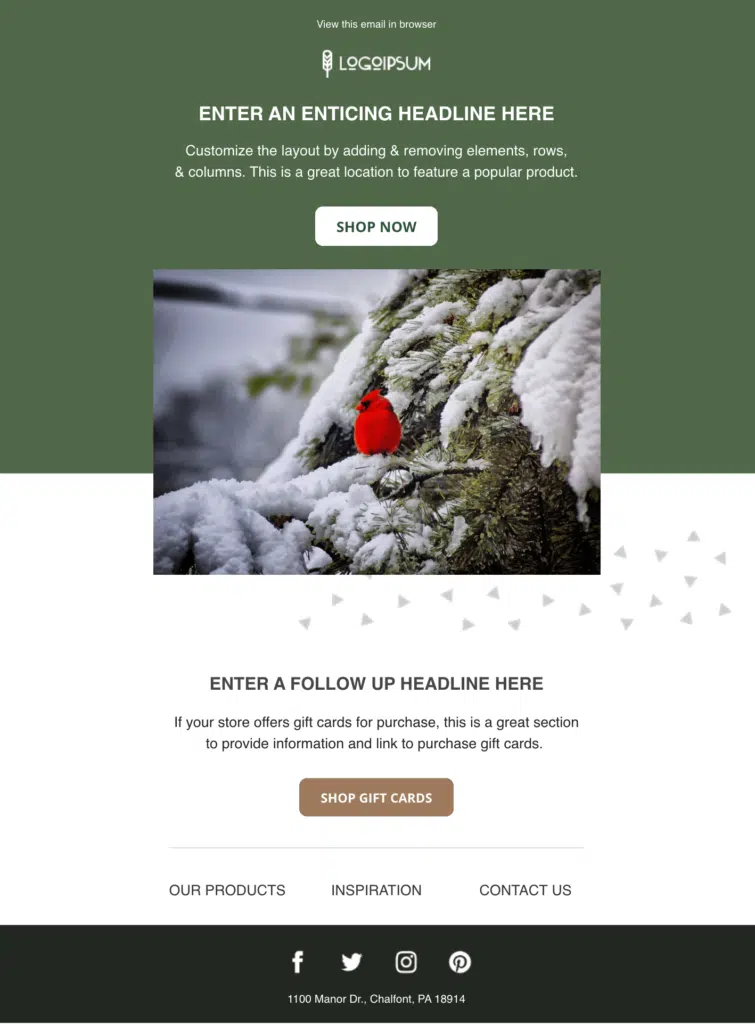 View this email in browser
LOGOIPSUM
ENTER AN ENTICING HEADLINE HERE
Customize the layout by adding & removing elements, rows,
& columns. This is a great location to feature a popular product.
SHOP NOW
ENTER A FOLLOW UP HEADLINE HERE
If your store offers gift cards for purchase, this is a great section
to provide information and link to purchase gift cards.
SHOP GIFT CARDS
OUR PRODUCTS INSPIRATION CONTACT US
1100 Manor Dr., Chalfont, PA 18914